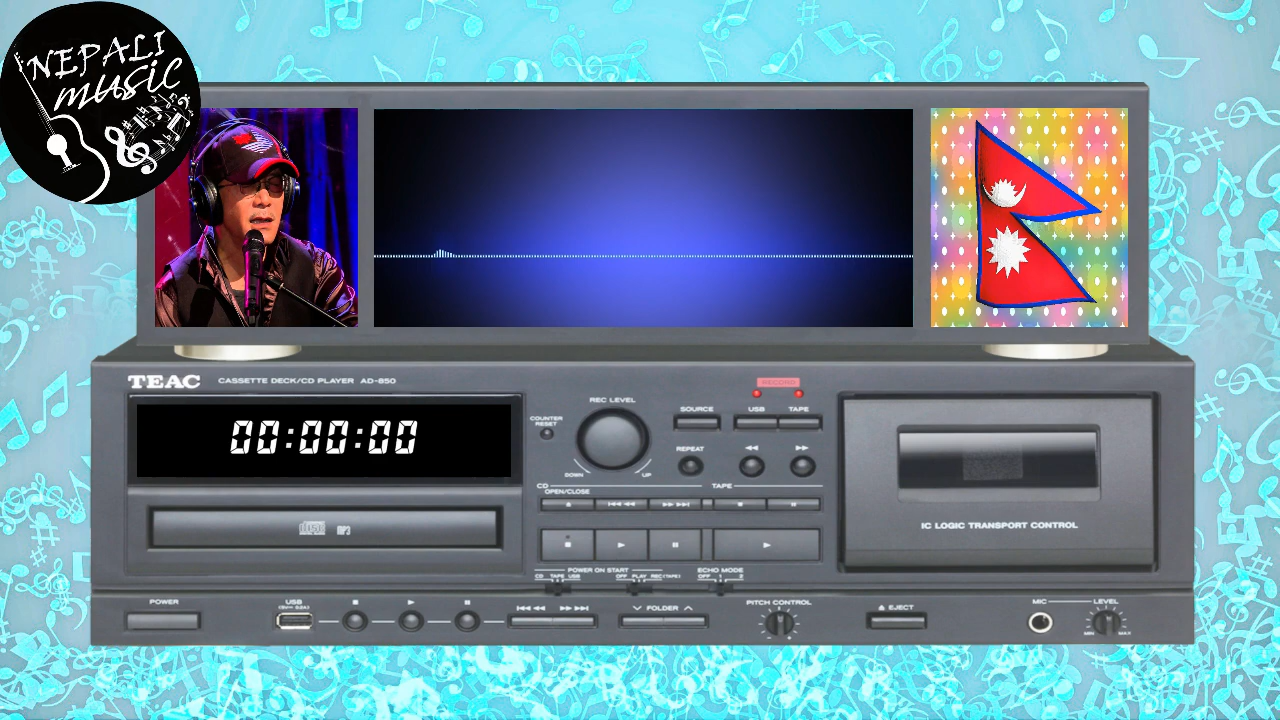 NEPALI
music
TEAC CASSETTE DECK/CD PLAYER AD-850
00:00:00
COUNTER
RESET
REC LEVEL
DOWN
UP
RECORD
SOURCE
USB
TAPE
REPEAT
CD
OPEN/CLOSE
TAPE
POWER ON START
CD TAPE USB
OFF PLAY REC(TAPE)
ECHO MODE
OFF 1 2
MP3
IC LOGIC TRANSPORT CONTROL
POWER
USB
FOLDER
PITCH CONTROL
EJECT
MIC
LEVEL
MIN
MAX